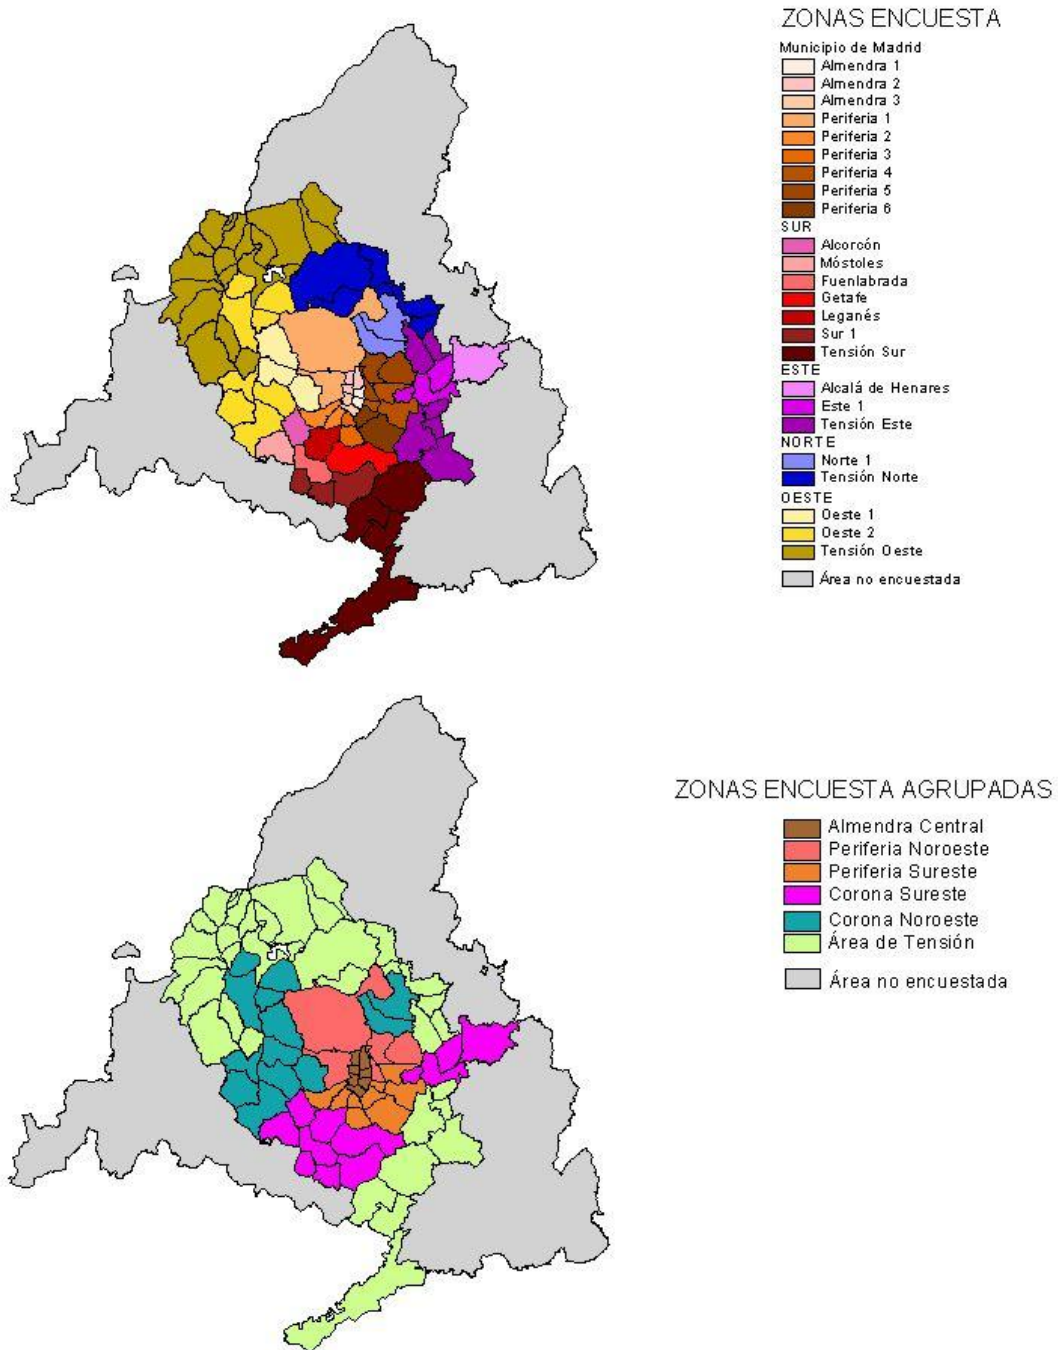 ZONAS ENCUESTA
Municipio de Madrid
Almendra 1
Almendra 2
Almendra 3
Periferia 1
Periferia 2
Periferia 3
Periferia 4
Periferia 5
Periferia 6
SUR
Alcorcón
Móstoles
Fuenlabrada
Getafe
Leganés
Sur 1
Tensión Sur
ESTE
Alcalá de Henares
Este 1
Tensión Este
NORTE
Norte 1
Tensión Norte
OESTE
Oeste 1
Oeste 2
Tensión Oeste
Área no encuestada
ZONAS ENCUESTA AGRUPADAS
Almendra Central
Periferia Noroeste
Periferia Sureste
Corona Sureste
Corona Noroeste
Área de Tensión
Área no encuestada